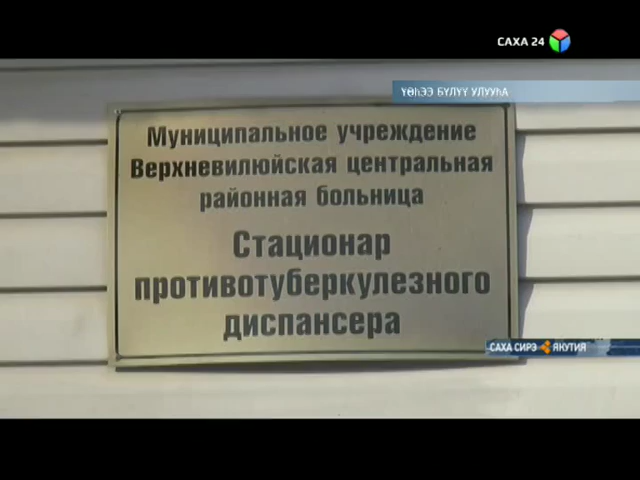 САХА 24
ҮӨҺЭЭ БҮЛҮҮ УЛУУҺА
Муниципальное учреждение
Верхневилюйская центральная
районная больница
Стационар
противотуберкулезного
диспансера
САХА СИРЭ ЯКУТИЯ